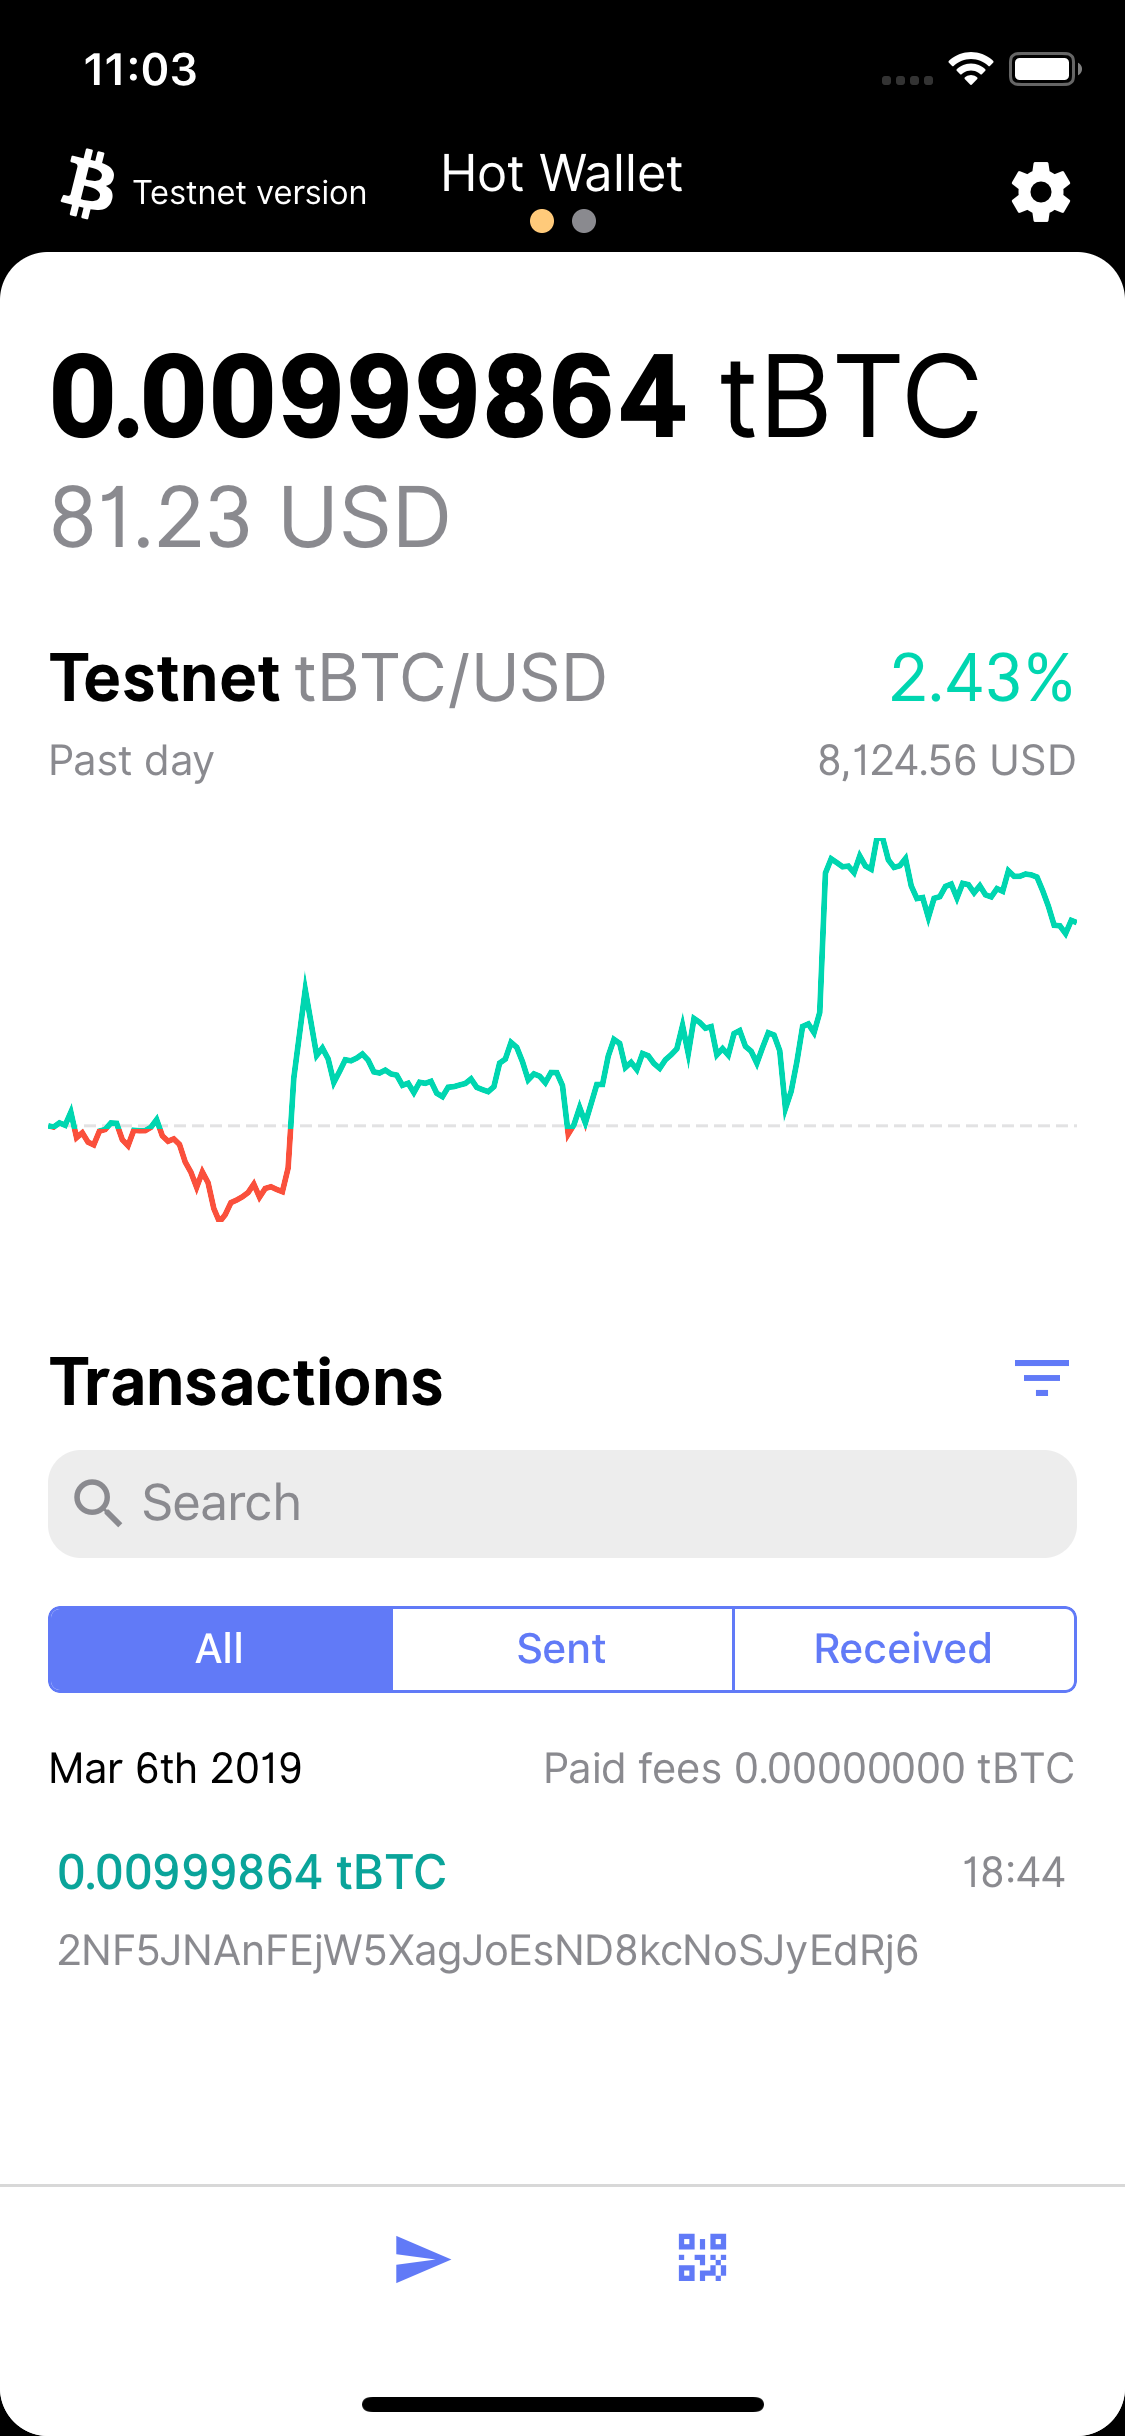 11:03
Testnet version
Hot Wallet
0.00999864 tBTC
81.23 USD
Testnet tBTC/USD 2.43%
Past day 8,124.56 USD
Transactions
Search
All Sent Received
Mar 6th 2019 Paid fees 0.00000000 tBTC
0.00999864 tBTC 18:44
2NF5JNAnFEjW5XagJoEsND8kcNoSJyEdRj6